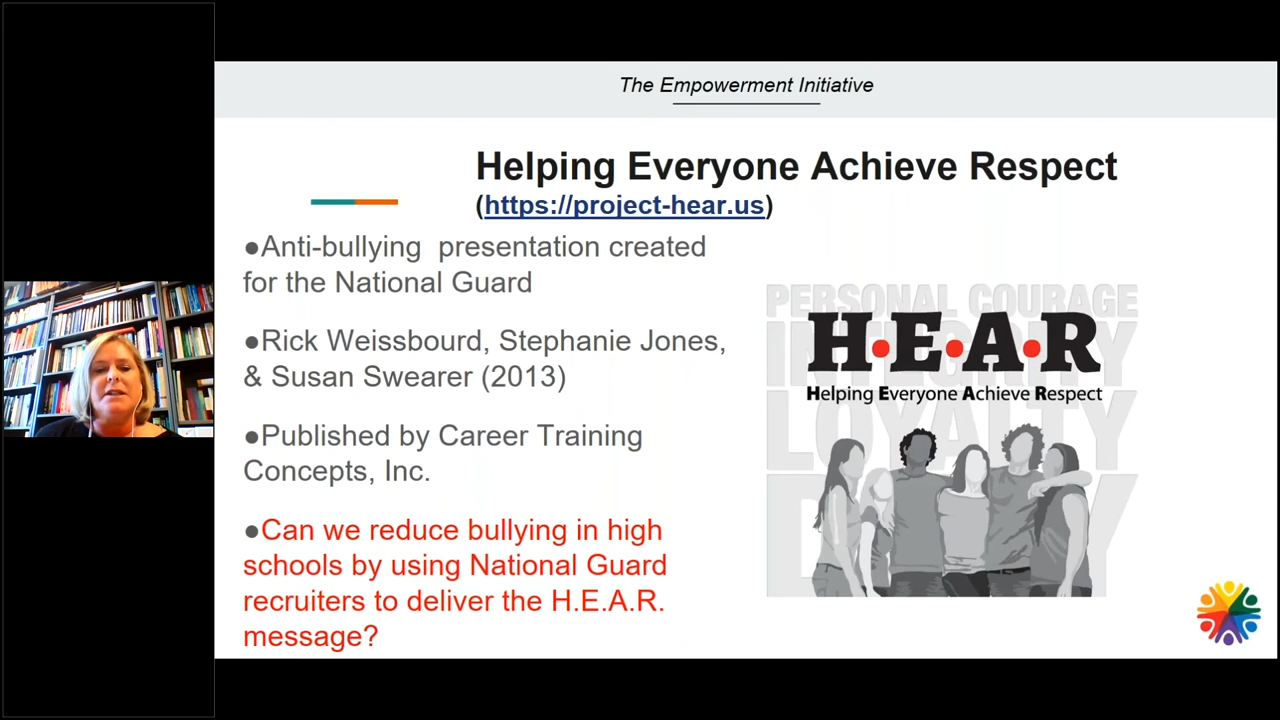 The Empowerment Initiative
Helping Everyone Achieve Respect
(https://project-hear.us)
●Anti-bullying presentation created
for the National Guard
●Rick Weissbourd, Stephanie Jones,
& Susan Swearer (2013)
●Published by Career Training
Concepts, Inc.
●Can we reduce bullying in high
schools by using National Guard
recruiters to deliver the H.E.A.R.
message?
PERSONAL COURAGE
INTEGRITY
H•E•A•R
Helping Everyone Achieve Respect
LOYALTY